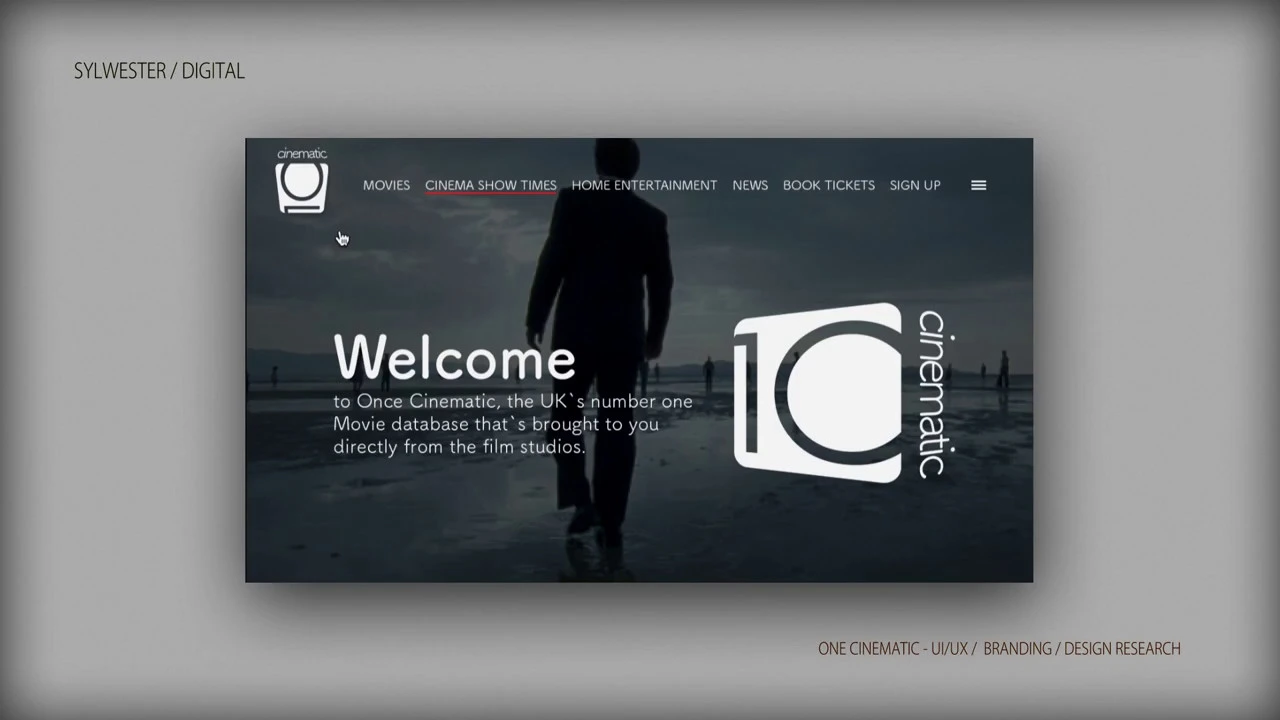 SYLWESTER / DIGITAL
cinematic
MOVIES CINEMA SHOW TIMES HOME ENTERTAINMENT NEWS BOOK TICKETS SIGN UP
Welcome
to Once Cinematic, the UK`s number one
Movie database that`s brought to you
directly from the film studios.
1C
cinematic
ONE CINEMATIC - UI/UX / BRANDING / DESIGN RESEARCH